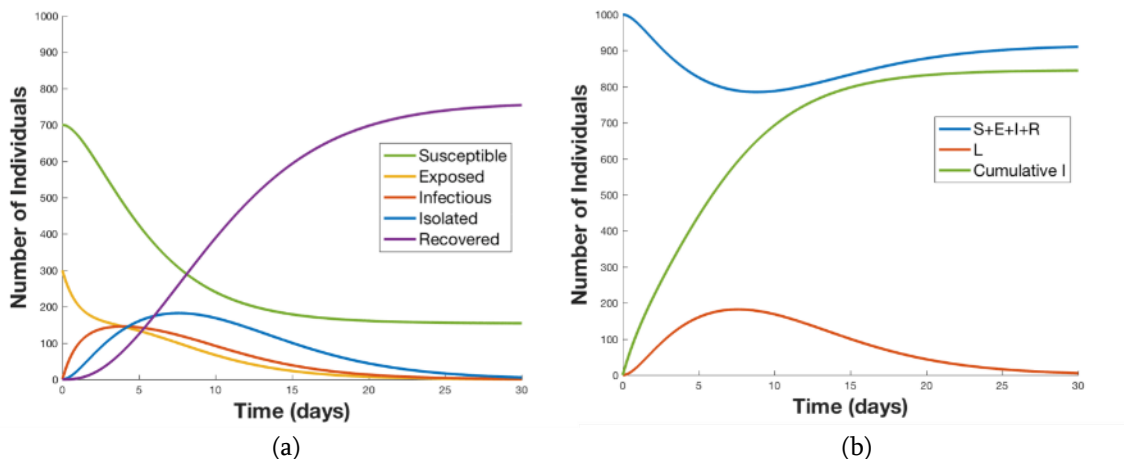 1000
900
800
700
600
500
400
300
200
100
0
Number of Individuals
0 5 10 15 20 25 30
Time (days)
Susceptible
Exposed
Infectious
Isolated
Recovered
(a)
1000
900
800
700
600
500
400
300
200
100
0
Number of Individuals
0 5 10 15 20 25 30
Time (days)
S+E+I+R
L
Cumulative I
(b)